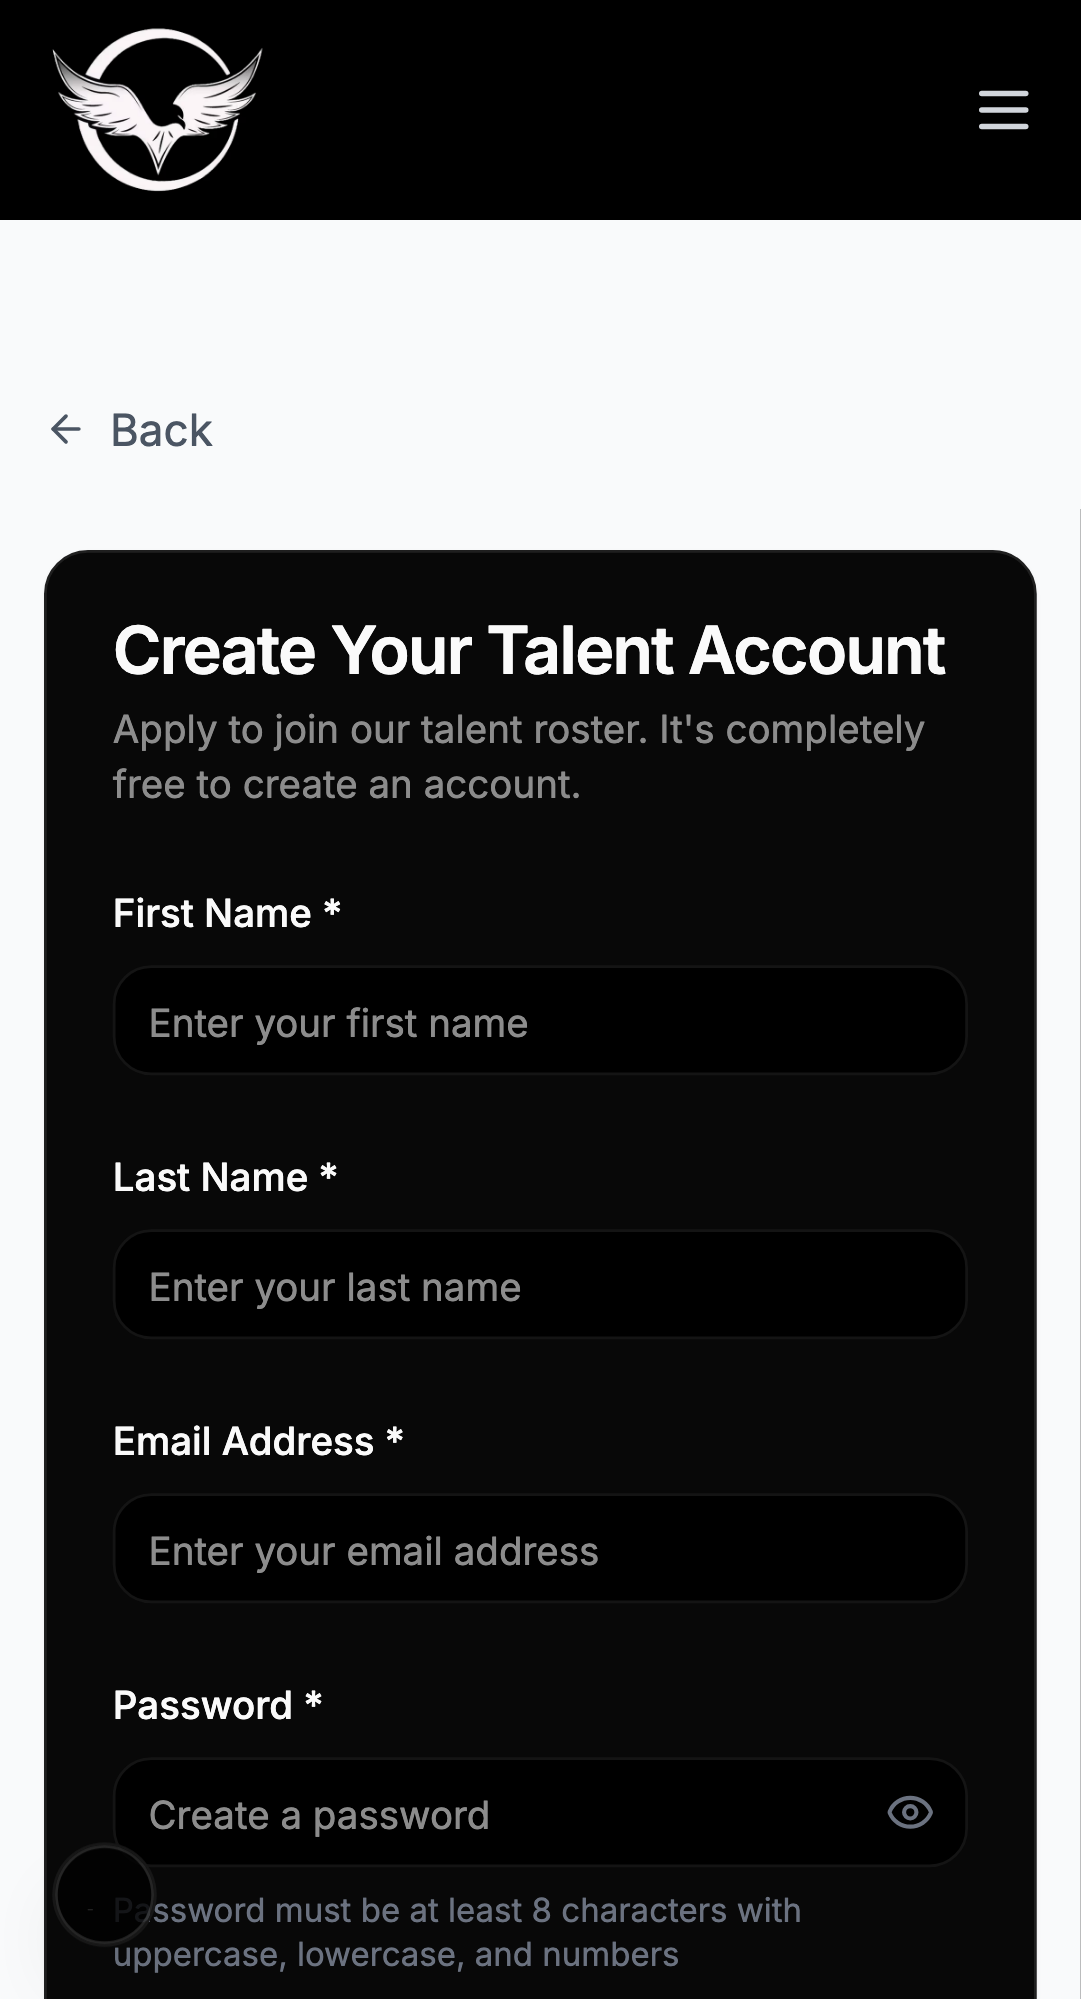 Back
Create Your Talent Account
Apply to join our talent roster. It's completely
free to create an account.
First Name *
Enter your first name
Last Name *
Enter your last name
Email Address *
Enter your email address
Password *
Create a password
Password must be at least 8 characters with
uppercase, lowercase, and numbers